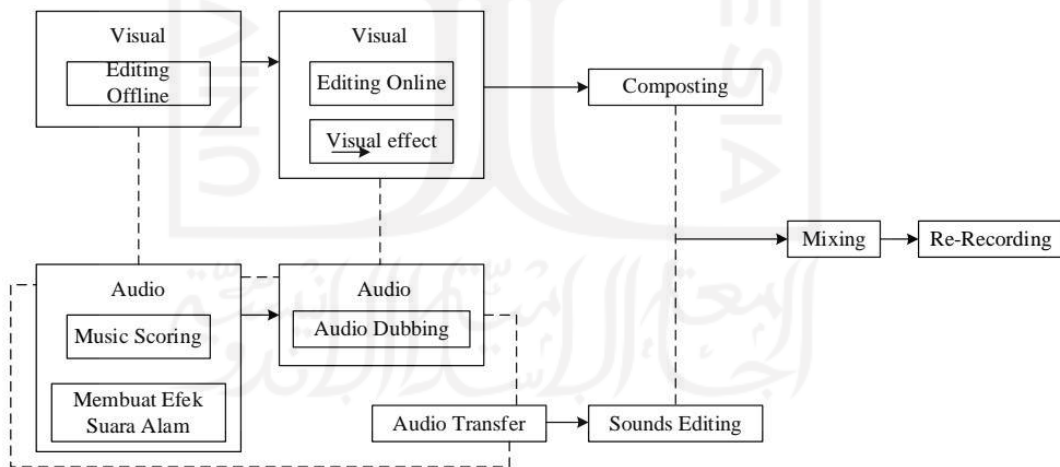 Visual
Editing
Offline
Visual
Editing Online
Visual effect
Composting
Mixing
Re-Recording
Audio
Music Scoring
Membuat Efek
Suara Alam
Audio
Audio Dubbing
Audio Transfer
Sounds Editing